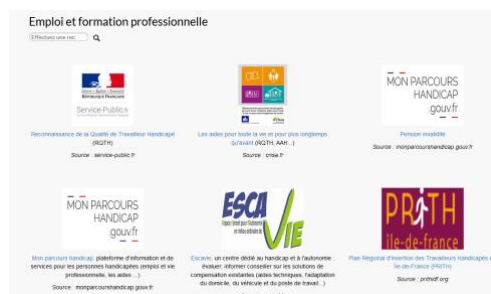 Emploi et formation professionnelle
Effectuez une rec
Liberté • Égalité • Fraternité
RÉPUBLIQUE FRANÇAISE
Service-Public.fr
MON PARCOURS
HANDICAP
.gouv.fr
Reconnaissance de la Qualité de Travailleur Handicapé
(RQTH)
Source : service-public.fr
Les aides pour toute la vie et pour plus longtemps
qu'avant (RQTH, AAH...)
Source : cnsa.fr
Pension invalidité
Source : monparcourshandicap.gouv.fr
MON PARCOURS
HANDICAP
.gouv.fr
ESCA VIE
PRiTH
île-de-france
Mon parcours handicap, plateforme d'information et de
services pour les personnes handicapées (emploi et vie
professionnelle, les aides ...)
Source : monparcourshandicap.gouv.fr
Escavie, un centre dédié au handicap et à l'autonomie :
évaluer, informer conseiller sur les solutions de
compensation existantes (aides techniques, l'adaptation
du domicile, du véhicule et du poste de travail...)
Plan Régional d'Insertion des Travailleurs Handicapés
Île-de-France (PRITH)
Source : prithidf.org